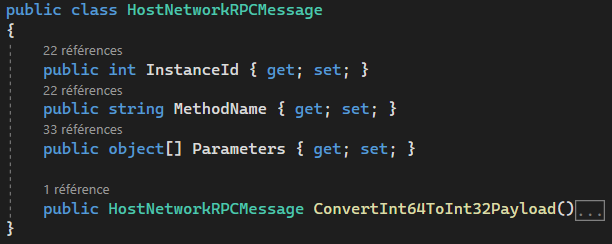 public class HostNetworkRPCMessage
{
22 références
public int InstanceId { get; set; }
22 références
public string MethodName { get; set; }
33 références
public object[] Parameters { get; set; }
1 référence
public HostNetworkRPCMessage ConvertInt64ToInt32Payload()...
}